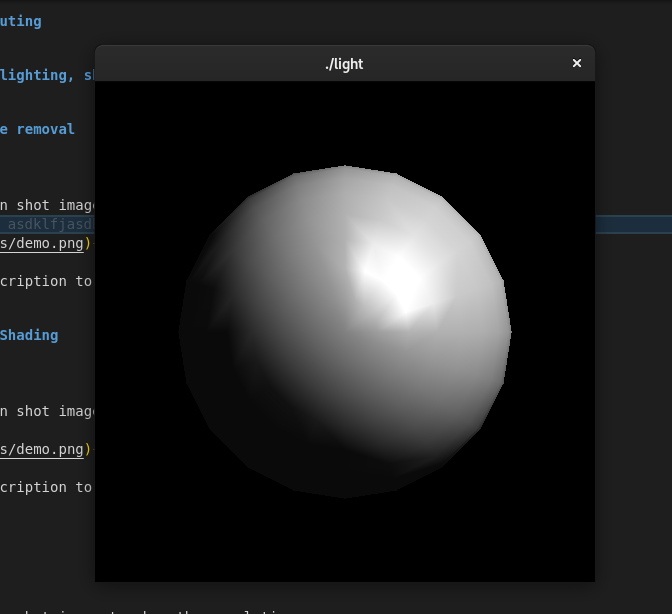 uting
./light
lighting, s
e removal
n shot imag
asdklfjasd
s/demo.png)
cription to
Shading
n shot imag
s/demo.png)
cription to